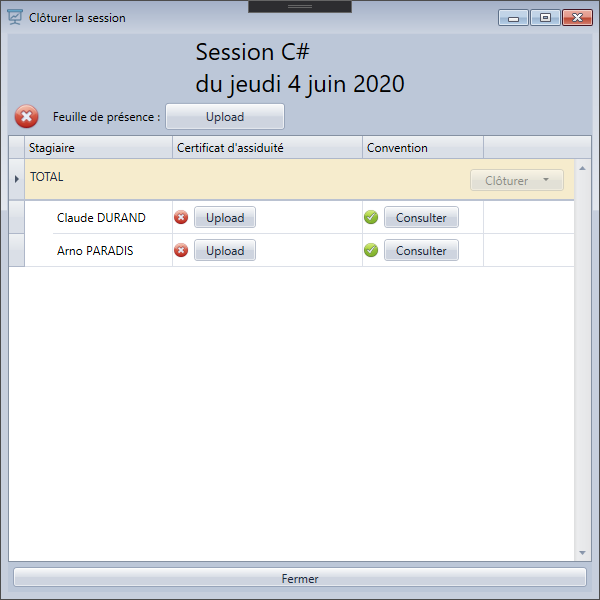 Clôturer la session
Session C#
du jeudi 4 juin 2020
Feuille de présence : Upload
Stagiaire Certificat d'assiduité Convention
TOTAL Clôturer
Claude DURAND Upload Consulter
Arno PARADIS Upload Consulter
Fermer